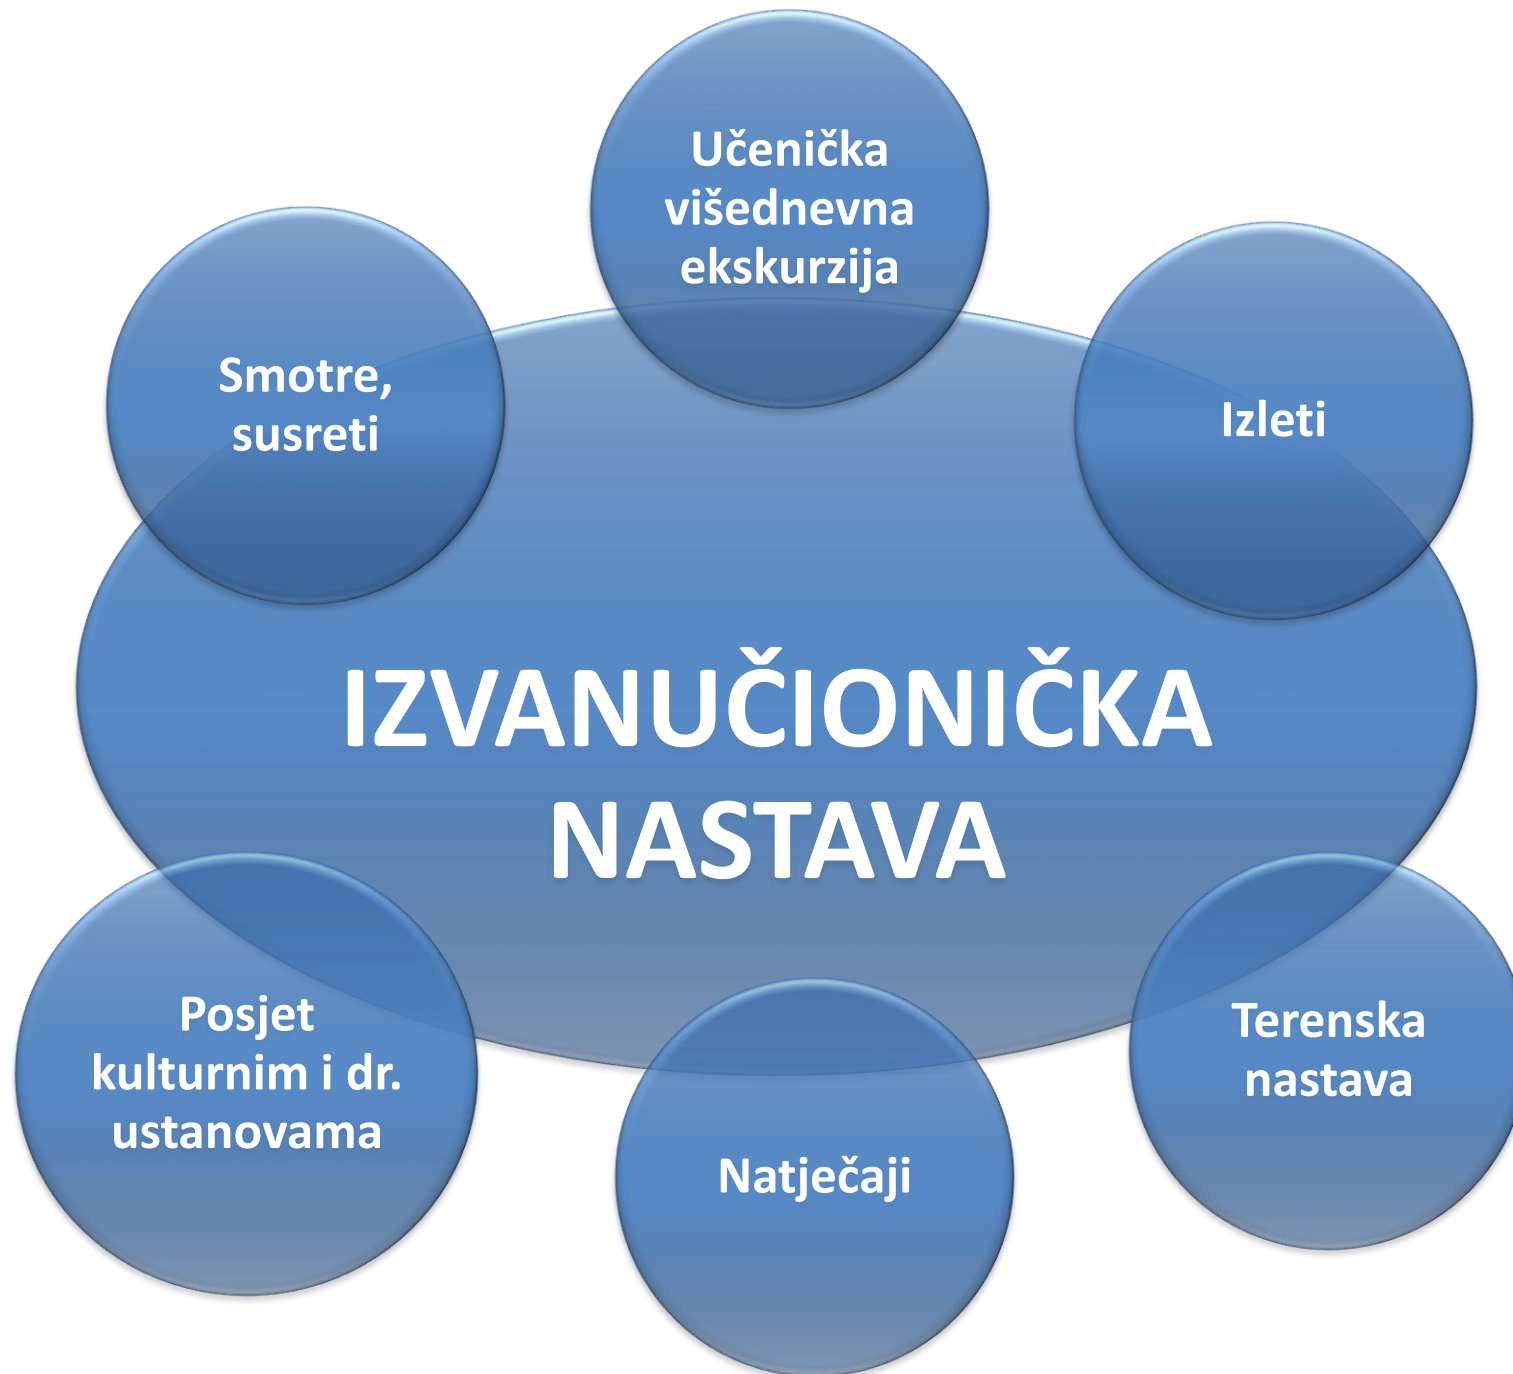 Učenička
višednevna
ekskurzija
Smotre,
susreti
Izleti
IZVANUČIONIČKA
NASTAVA
Posjet
kulturnim i dr.
ustanovama
Terenska
nastava
Natječaji